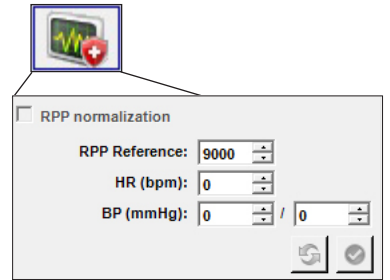 RPP normalization
RPP Reference: 9000
HR (bpm): 0
BP (mmHg): 0 / 0